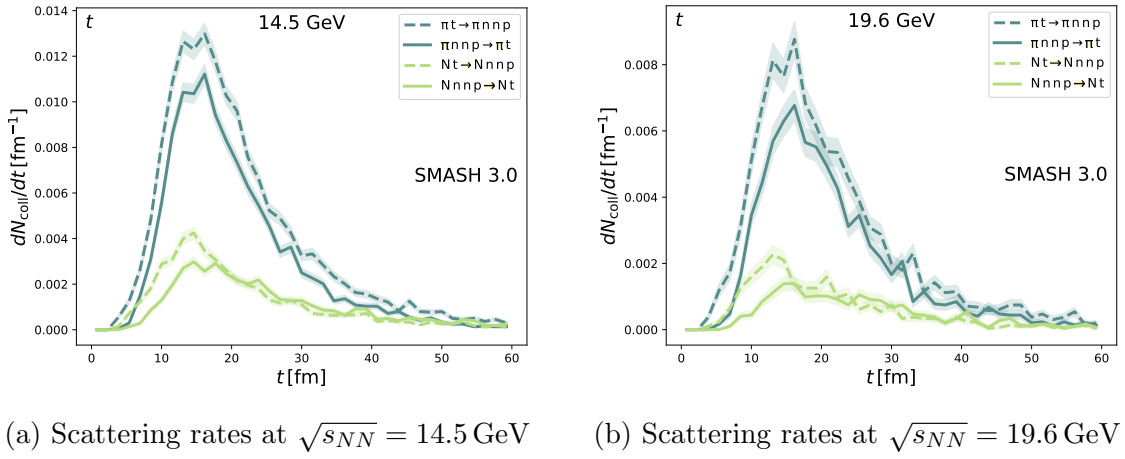 t
14.5 GeV
πt→πnnp
πnnp→πt
Nt→Nnnp
Nnnp→Nt
SMASH 3.0
dN_coll/dt [fm⁻¹]
0.014
0.012
0.010
0.008
0.006
0.004
0.002
0.000
0 10 20 30 40 50 60
t [fm]
(a) Scattering rates at √s_NN = 14.5 GeV
t
19.6 GeV
πt→πnnp
πnnp→πt
Nt→Nnnp
Nnnp→Nt
SMASH 3.0
dN_coll/dt [fm⁻¹]
0.008
0.006
0.004
0.002
0.000
0 10 20 30 40 50 60
t [fm]
(b) Scattering rates at √s_NN = 19.6 GeV